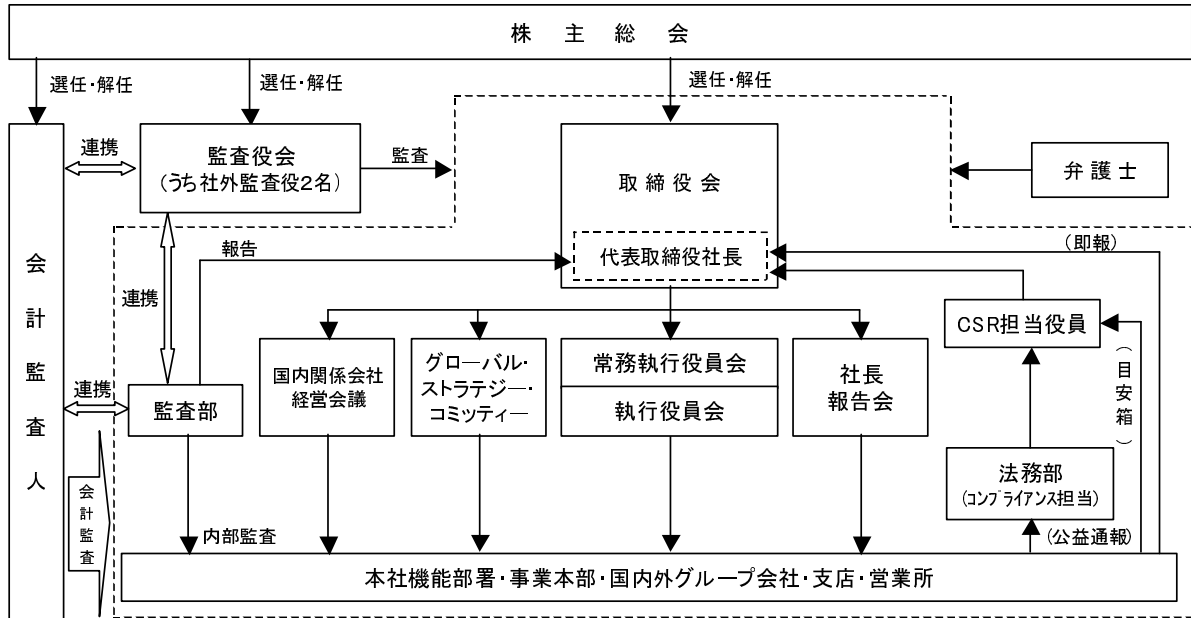 株主総会
選任・解任
選任・解任
選任・解任
連携
監査役会
(うち社外監査役2名)
監査
取締役会
弁護士
報告
代表取締役社長
(即報)
会計監査人
連携
CSR担当役員
国内関係会社
経営会議
グローバル・
ストラテジー・
コミッティー
常務執行役員会
執行役員会
社長
報告会
(目安箱)
連携
監査部
法務部
(コンプライアンス担当)
会計監査
内部監査
(公益通報)
本社機能部署・事業本部・国内外グループ会社・支店・営業所